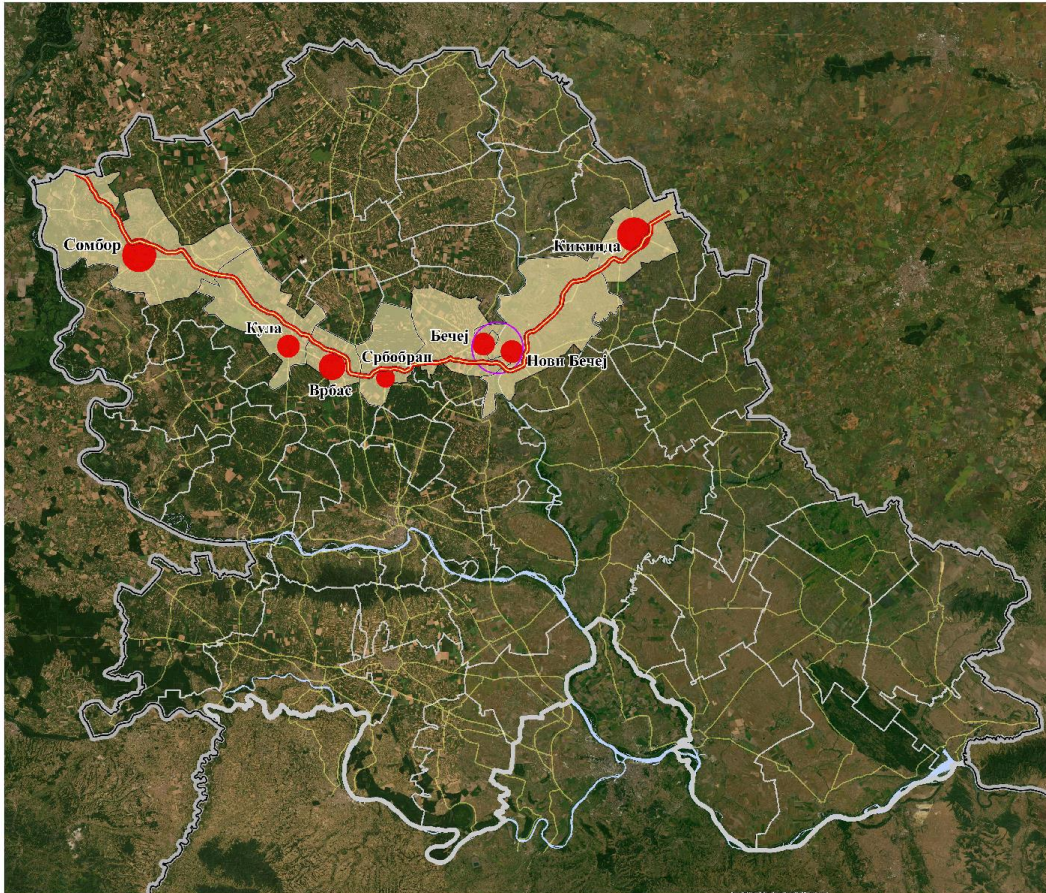 Сомбор
Кикинда
Кула
Бечеј
Србобран
Нови Бечеј
Врбас